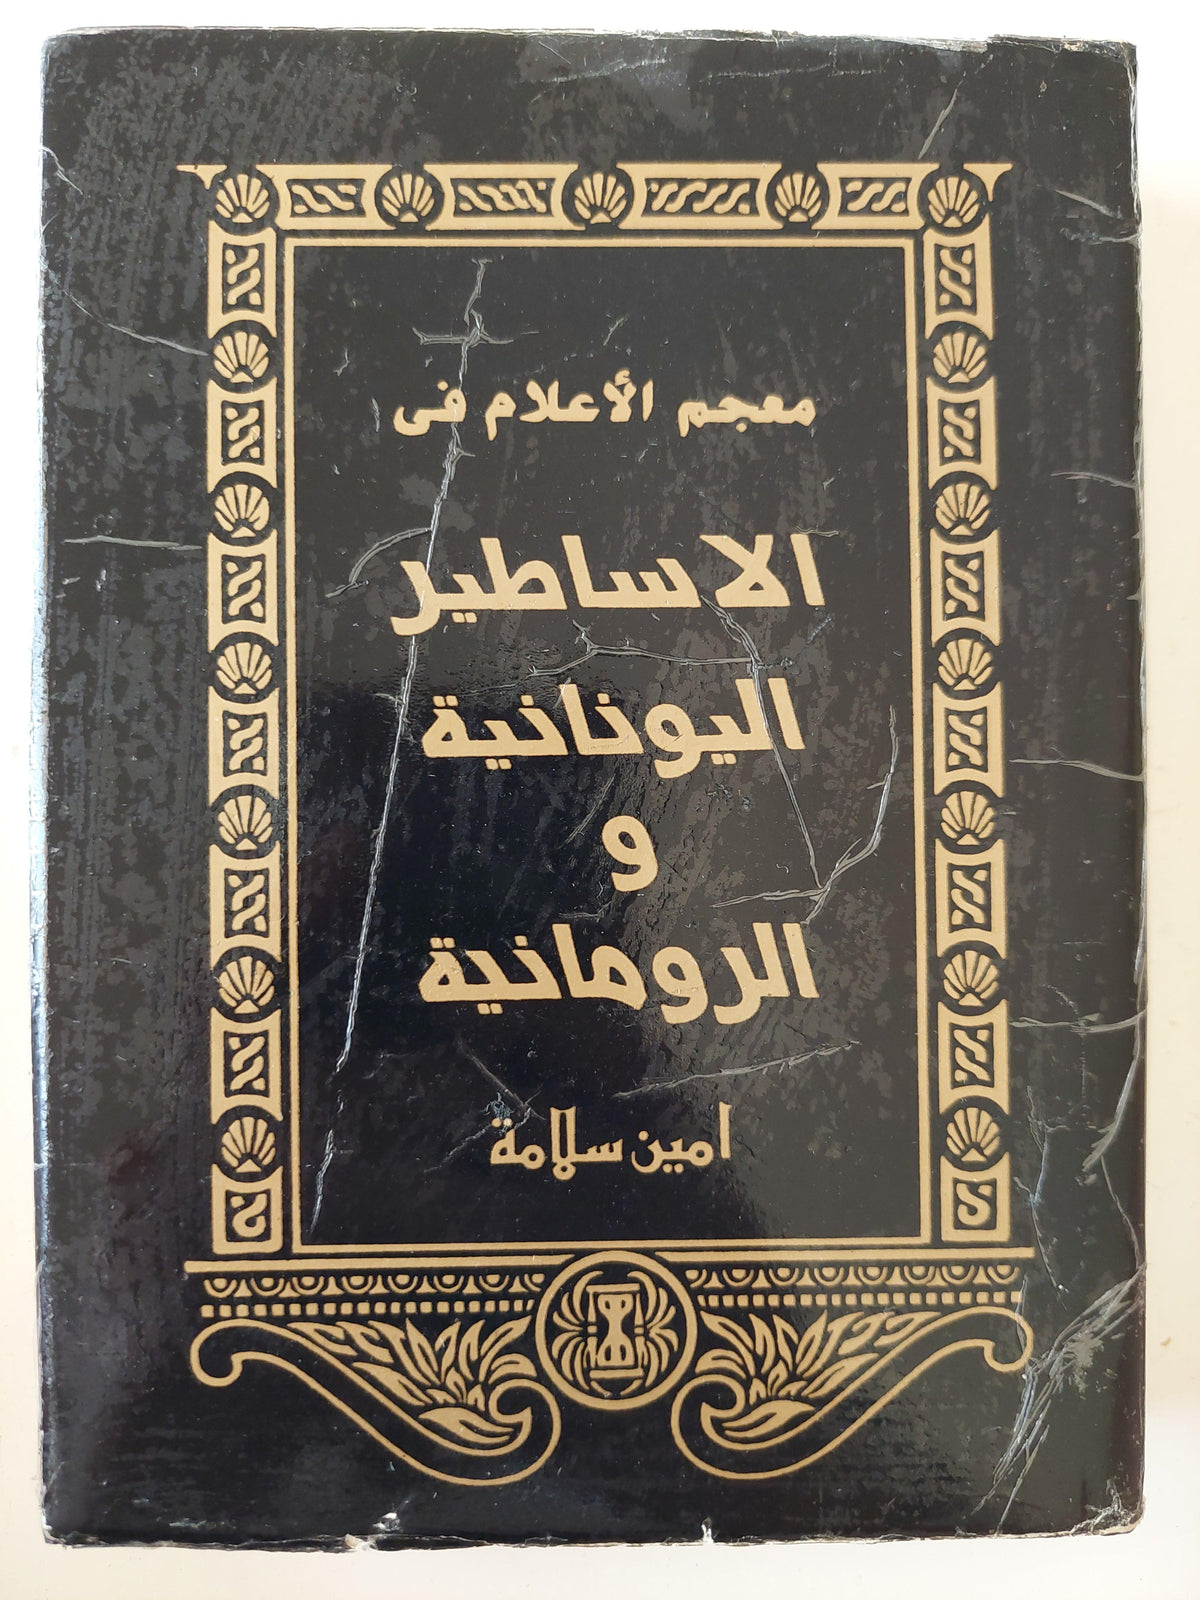 معجم الأعلام فى
الاساطير
اليونانية
و
الرومانية
امين سلامة